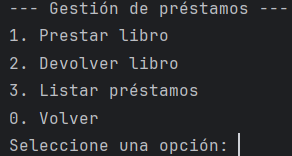 --- Gestión de préstamos ---
1. Prestar libro
2. Devolver libro
3. Listar préstamos
0. Volver
Seleccione una opción: